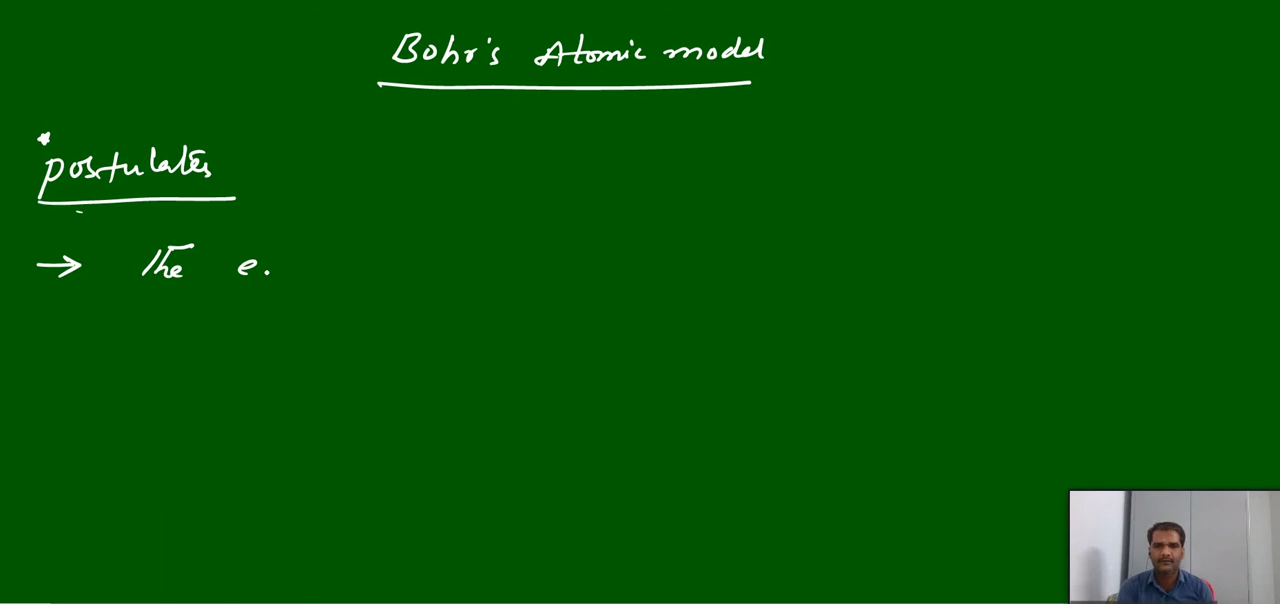 Bohr's Atomic model
* postulates
→ The e.